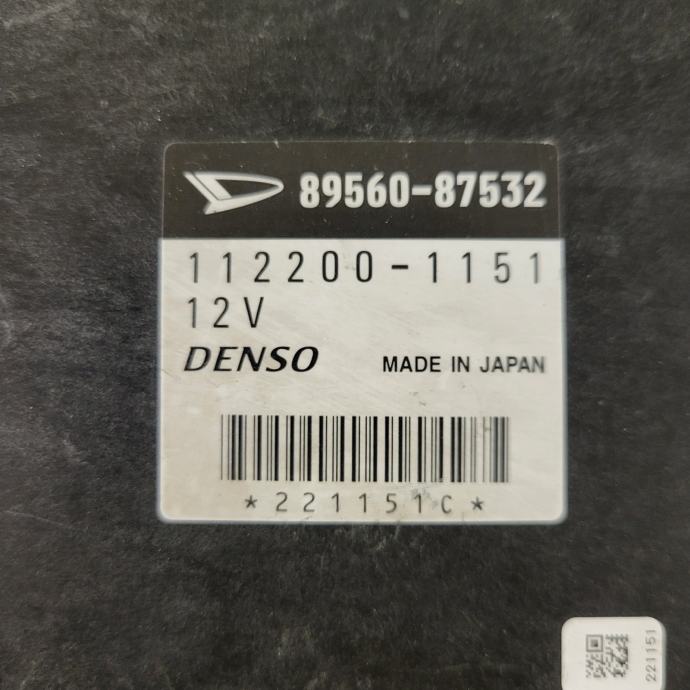 89560-87532
112200-1151
12V
DENSO MADE IN JAPAN
*221151C*
221151